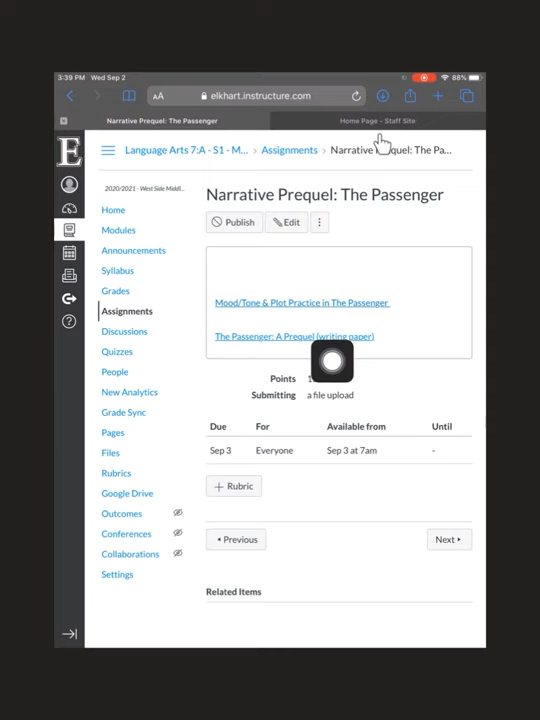 3:39 PM Wed Sep 2
88%
AA elkhart.instructure.com
Narrative Prequel: The Passenger
Home Page - Staff Site
E
Language Arts 7:A - S1 - M... > Assignments > Narrative
quel: The Pa...
2020/2021 - West Side Middl...
Home
Modules
Announcements
Syllabus
Grades
Assignments
Discussions
Quizzes
People
New Analytics
Grade Sync
Pages
Files
Rubrics
Google Drive
Outcomes
Conferences
Collaborations
Settings
Narrative Prequel: The Passenger
Publish
Edit
Mood/Tone & Plot Practice in The Passenger
The Passenger: A Prequel (writing paper)
Points
Submitting a file upload
Due For Available from Until
Sep 3 Everyone Sep 3 at 7am -
+ Rubric
Previous
Next
Related Items